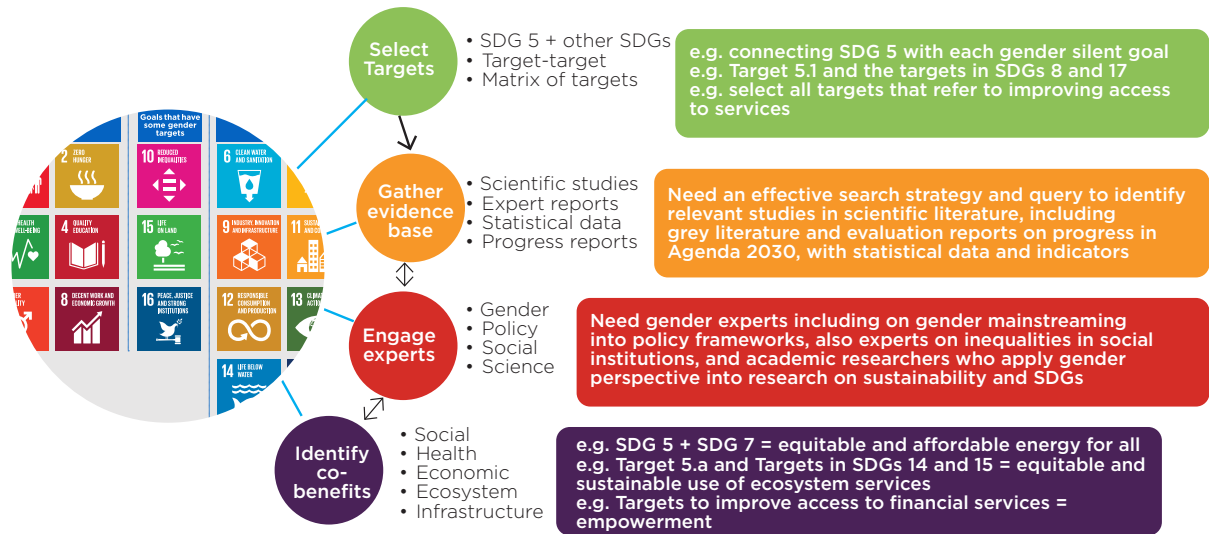 Goals that have
some gender
targets
2 ZERO
HUNGER
10 REDUCED
INEQUALITIES
6 CLEAN WATER
AND SANITATION
HEALTH
WELL-BEING
4 QUALITY
EDUCATION
15 LIFE
ON LAND
9 INDUSTRY, INNOVATION
AND INFRASTRUCTURE
11
8 DECENT WORK AND
ECONOMIC GROWTH
16 PEACE, JUSTICE
AND STRONG
INSTITUTIONS
12 RESPONSIBLE
CONSUMPTION
AND PRODUCTION
13
14 LIFE BELOW
WATER
Select
Targets
• SDG 5 + other SDGs
• Target-target
• Matrix of targets
e.g. connecting SDG 5 with each gender silent goal
e.g. Target 5.1 and the targets in SDGs 8 and 17
e.g. select all targets that refer to improving access
to services
Gather
evidence
base
• Scientific studies
• Expert reports
• Statistical data
• Progress reports
Need an effective search strategy and query to identify
relevant studies in scientific literature, including
grey literature and evaluation reports on progress in
Agenda 2030, with statistical data and indicators
Engage
experts
• Gender
• Policy
• Social
• Science
Need gender experts including on gender mainstreaming
into policy frameworks, also experts on inequalities in social
institutions, and academic researchers who apply gender
perspective into research on sustainability and SDGs
Identify
co-
benefits
• Social
• Health
• Economic
• Ecosystem
• Infrastructure
e.g. SDG 5 + SDG 7 = equitable and affordable energy for all
e.g. Target 5.a and Targets in SDGs 14 and 15 = equitable and
sustainable use of ecosystem services
e.g. Targets to improve access to financial services =
empowerment